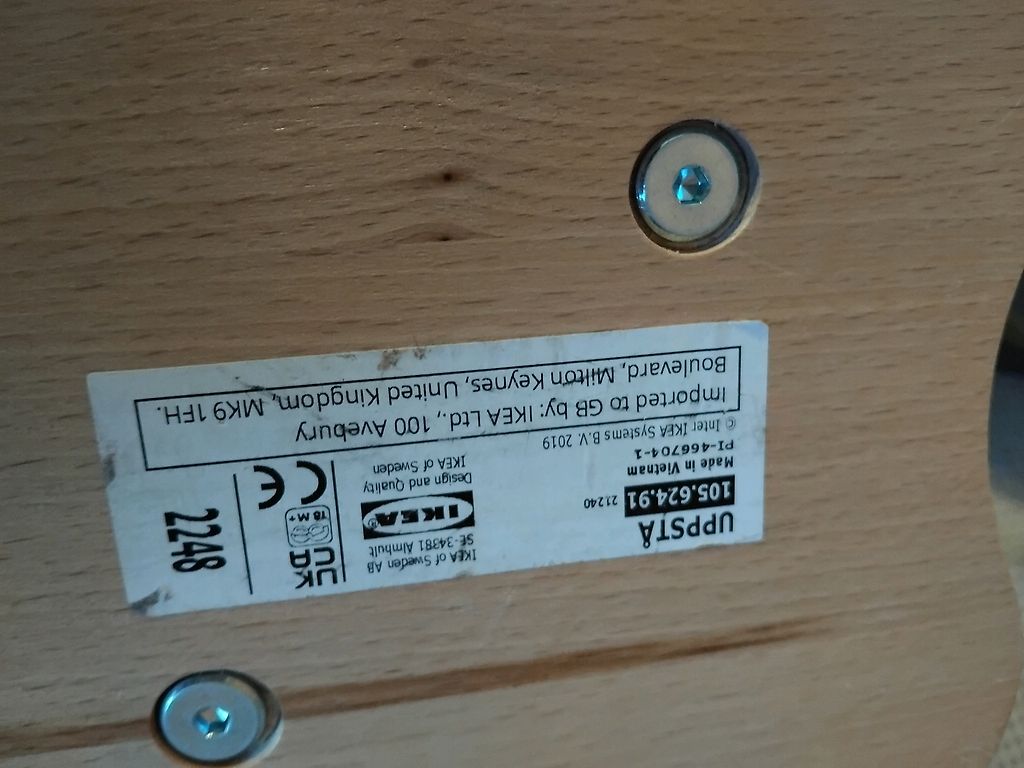 UPPSTÅ
105.624.91 21240
Made in Vietnam
PI-466704-1
© Inter IKEA Systems B.V. 2019
IKEA of Sweden AB
SE-34381 Älmhult
IKEA®
Design and Quality
IKEA of Sweden
UK
CA
18 M+
CE
2248
Imported to GB by: IKEA Ltd., 100 Avebury
Boulevard, Milton Keynes, United Kingdom, MK9 1FH.